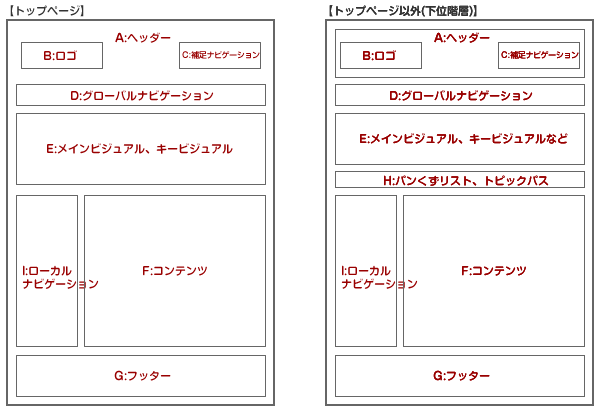 【トップページ】
A:ヘッダー
B:ロゴ
C:補足ナビゲーション
D:グローバルナビゲーション
E:メインビジュアル、キービジュアル
I:ローカル
ナビゲーション
F:コンテンツ
G:フッター
【トップページ以外(下位階層)】
A:ヘッダー
B:ロゴ
C:補足ナビゲーション
D:グローバルナビゲーション
E:メインビジュアル、キービジュアルなど
H:パンくずリスト、トピックパス
I:ローカル
ナビゲーション
F:コンテンツ
G:フッター